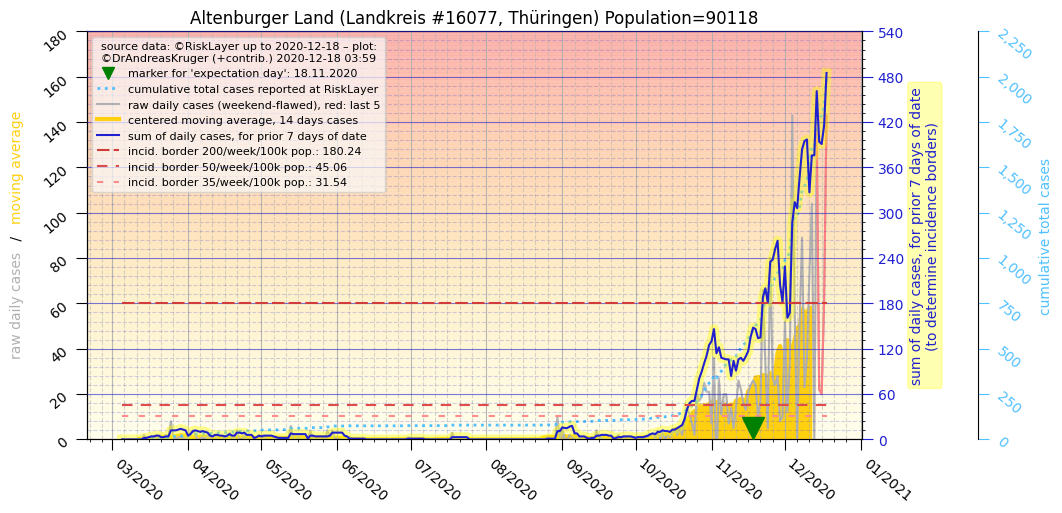 Altenburger Land (Landkreis #16077, Thüringen) Population=90118
source data: ©RiskLayer up to 2020-12-18 – plot:
©DrAndreasKruger (+contrib.) 2020-12-18 03:59
marker for 'expectation day': 18.11.2020
cumulative total cases reported at RiskLayer
raw daily cases (weekend-flawed), red: last 5
centered moving average, 14 days cases
sum of daily cases, for prior 7 days of date
incid. border 200/week/100k pop.: 180.24
incid. border 50/week/100k pop.: 45.06
incid. border 35/week/100k pop.: 31.54
raw daily cases / moving average
180
160
140
120
100
80
60
40
20
0
03/2020
04/2020
05/2020
06/2020
07/2020
08/2020
09/2020
10/2020
11/2020
12/2020
01/2021
540
480
420
360
300
240
180
120
60
0
sum of daily cases, for prior 7 days of date
(to determine incidence borders)
2,250
2,000
1,750
1,500
1,250
1,000
750
500
250
0
cumulative total cases